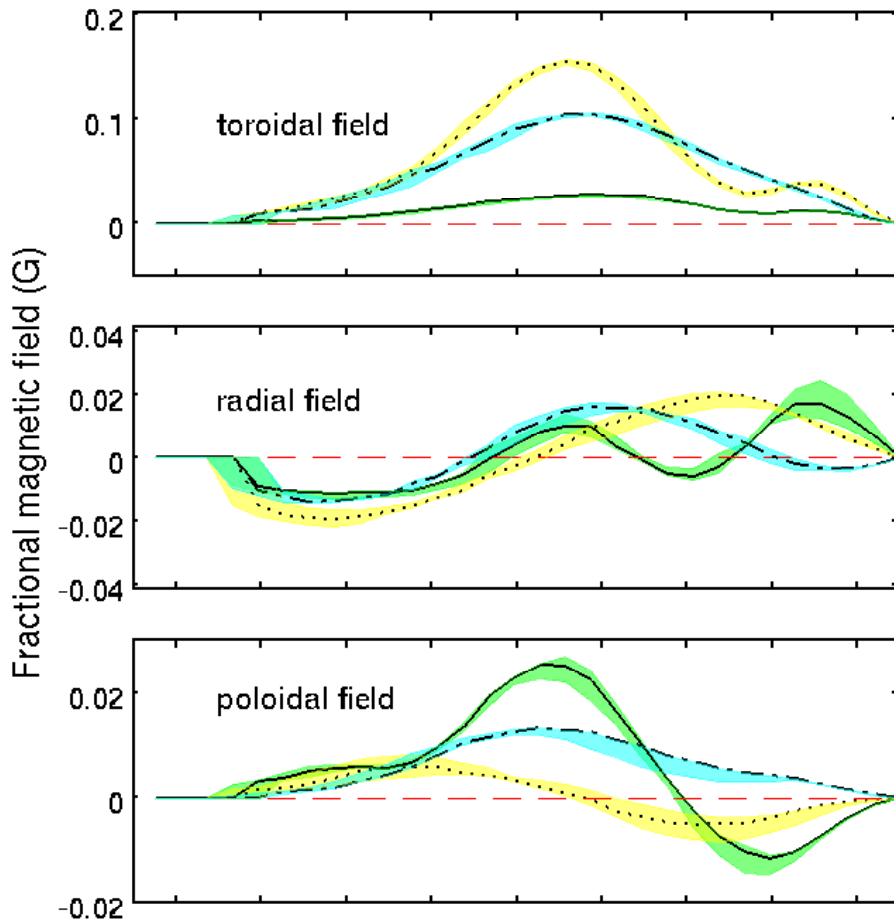 Fractional magnetic field (G)
0.2
0.1
0
toroidal field
0.04
0.02
0
-0.02
-0.04
radial field
0.02
0
-0.02
poloidal field